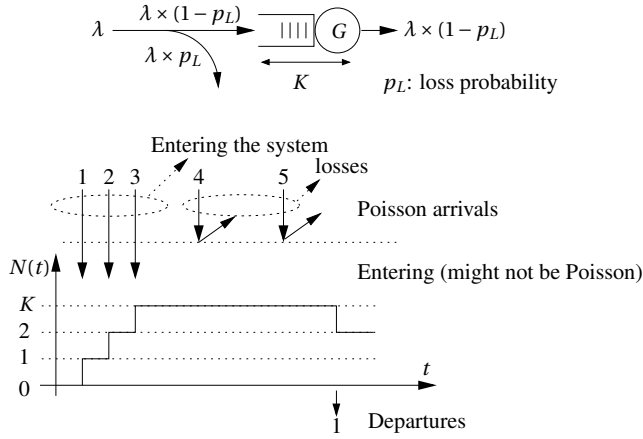 λ
λ × (1 − p_L)
λ × p_L
G
λ × (1 − p_L)
K
p_L: loss probability
Entering the system
losses
1 2 3 4 5
Poisson arrivals
N(t)
Entering (might not be Poisson)
K
2
1
0
t
1
Departures